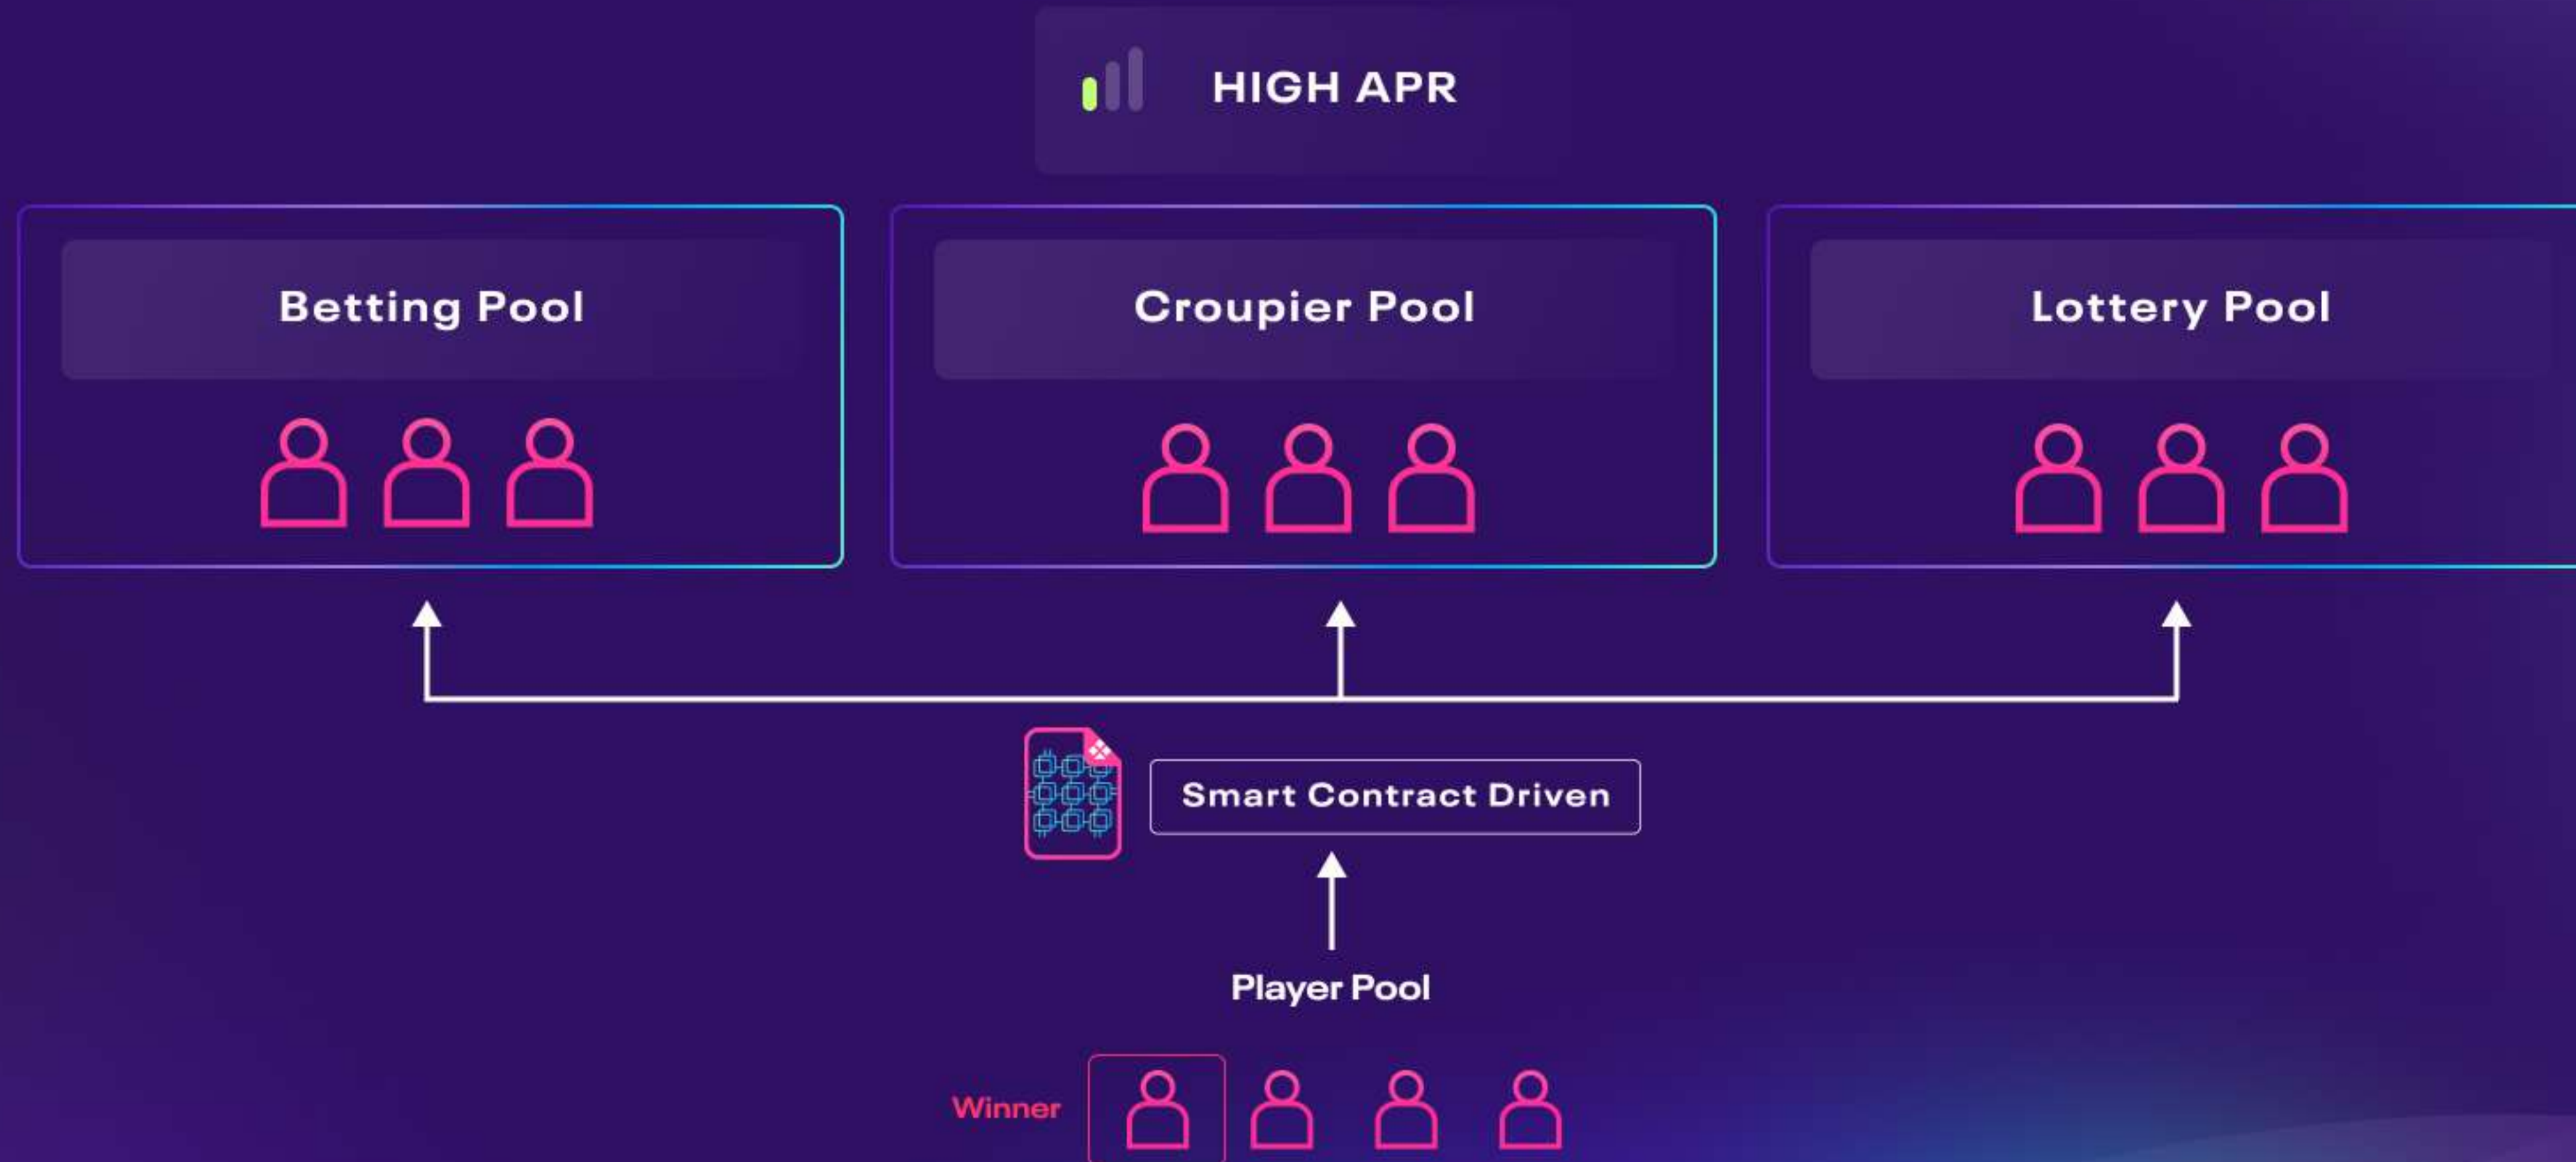 HIGH APR
Betting Pool
Croupier Pool
Lottery Pool
Smart Contract Driven
Player Pool
Winner